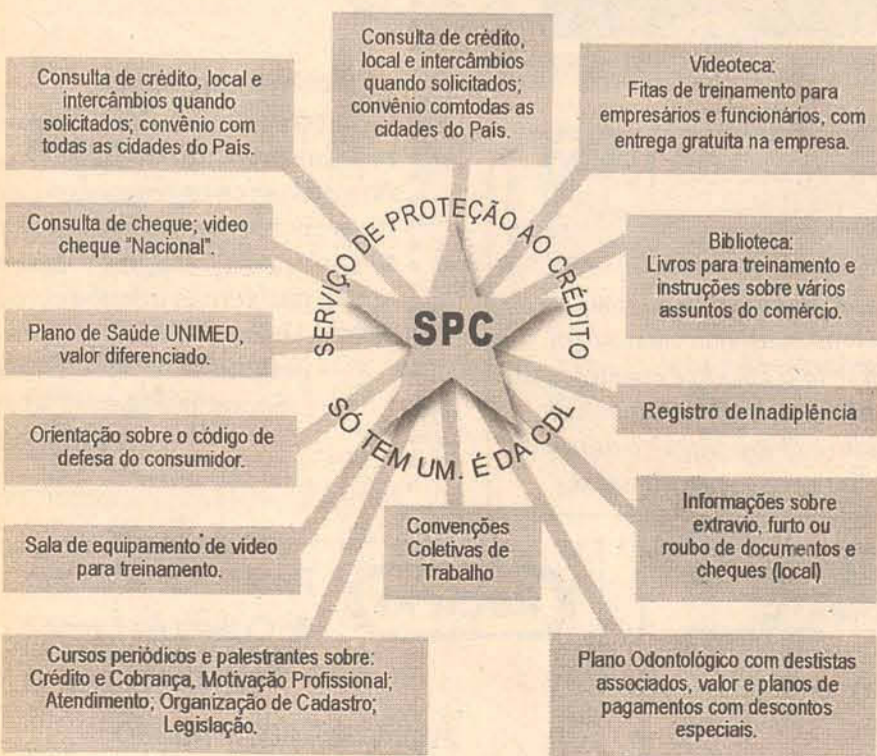 Consulta de crédito, local e
intercâmbios quando
solicitados; convênio com
todas as cidades do País.
Consulta de crédito,
local e intercâmbios
quando solicitados;
convênio comtodas as
cidades do País.
Videoteca:
Fitas de treinamento para
empresários e funcionários, com
entrega gratuita na empresa.
Consulta de cheque; video
cheque "Nacional".
Biblioteca:
Livros para treinamento e
instruções sobre vários
assuntos do comércio.
SERVIÇO DE PROTEÇÃO AO CRÉDITO
SPC
SÓ TEM UM. É DA CDL
Plano de Saúde UNIMED,
valor diferenciado.
Registro de Inadiplência
Orientação sobre o código de
defesa do consumidor.
Informações sobre
extravio, furto ou
roubo de documentos e
cheques (local)
Sala de equipamento de video
para treinamento.
Convenções
Coletivas de
Trabalho
Cursos periódicos e palestrantes sobre:
Crédito e Cobrança, Motivação Profissional;
Atendimento; Organização de Cadastro;
Legislação.
Plano Odontológico com destistas
associados, valor e planos de
pagamentos com descontos
especiais.